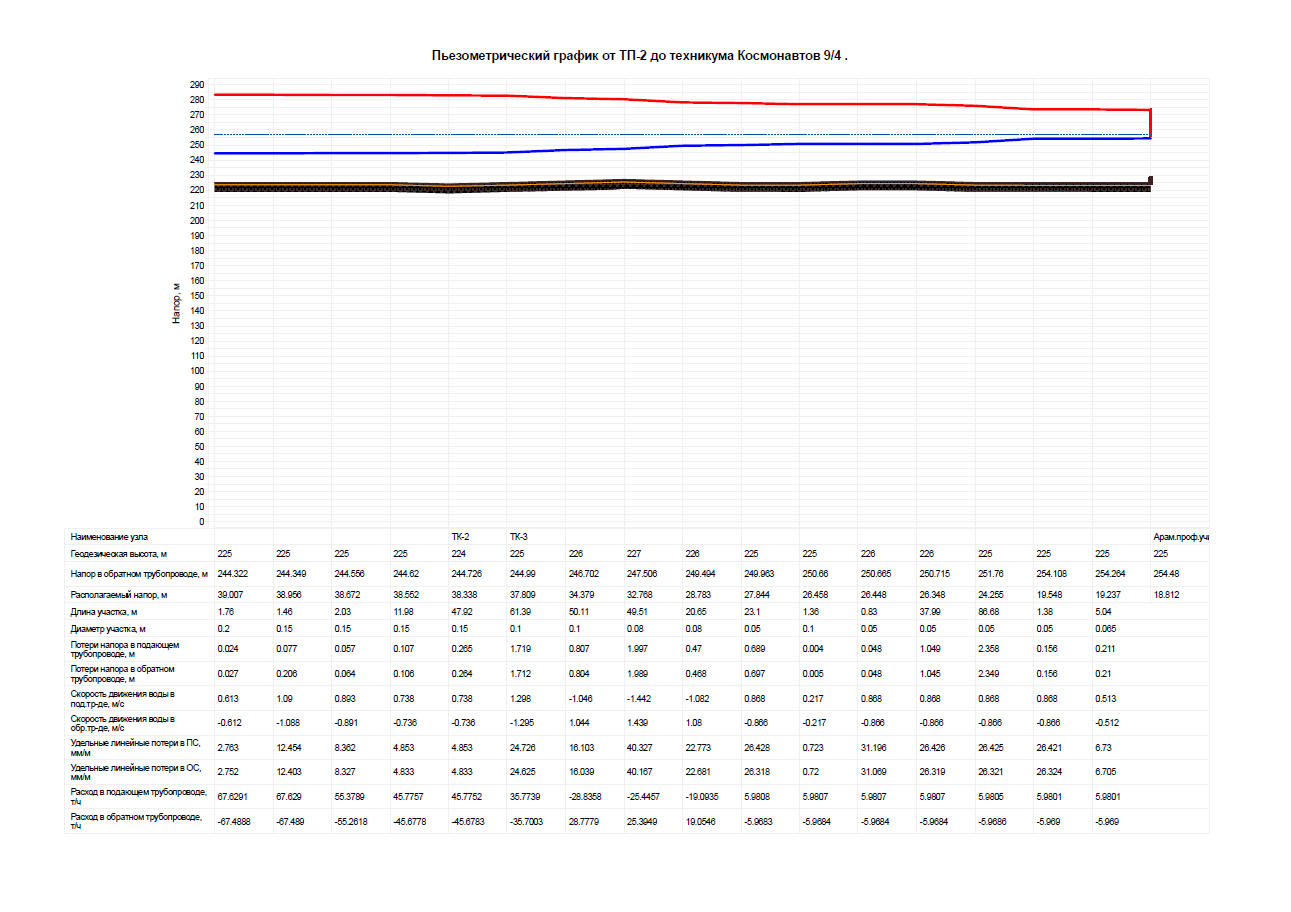 Пьезометрический график от ТП-2 до техникума Космонавтов 9/4 .
290
280
270
260
250
240
230
220
210
200
190
180
170
160
150
140
130
120
110
100
90
80
70
60
50
40
30
20
10
0
Напор, м
Наименование узла ТК-2 ТК-3 Арам.проф.учи
Геодезическая высота, м 225 225 225 225 224 225 226 227 226 225 225 226 226 225 225 225 225
Напор в обратном трубопроводе, м 244.322 244.349 244.556 244.62 244.726 244.99 246.702 247.506 249.494 249.963 250.66 250.665 250.715 251.76 254.108 254.264 254.48
Располагаемый напор, м 39.007 38.956 38.672 38.552 38.338 37.809 34.379 32.768 28.783 27.844 26.458 26.448 26.348 24.255 19.548 19.237 18.812
Длина участка, м 1.76 1.46 2.03 11.98 47.92 61.39 50.11 49.51 20.65 23.1 1.36 0.83 37.99 86.68 1.38 5.04
Диаметр участка, м 0.2 0.15 0.15 0.15 0.15 0.1 0.1 0.08 0.08 0.05 0.1 0.05 0.05 0.05 0.05 0.065
Потери напора в подающем
трубопроводе, м 0.024 0.077 0.057 0.107 0.265 1.719 0.807 1.997 0.47 0.689 0.004 0.048 1.049 2.358 0.156 0.211
Потери напора в обратном
трубопроводе, м 0.027 0.206 0.064 0.106 0.264 1.712 0.804 1.989 0.468 0.697 0.005 0.048 1.045 2.349 0.156 0.21
Скорость движения воды в
под.тр-де, м/с 0.613 1.09 0.893 0.738 0.738 1.298 -1.046 -1.442 -1.082 0.868 0.217 0.868 0.868 0.868 0.868 0.513
Скорость движения воды в
обр.тр-де, м/с -0.612 -1.088 -0.891 -0.736 -0.736 -1.295 1.044 1.439 1.08 -0.866 -0.217 -0.866 -0.866 -0.866 -0.866 -0.512
Удельные линейные потери в ПС,
мм/м 2.763 12.454 8.362 4.853 4.853 24.726 16.103 40.327 22.773 26.428 0.723 31.196 26.426 26.425 26.421 6.73
Удельные линейные потери в ОС,
мм/м 2.752 12.403 8.327 4.833 4.833 24.625 16.039 40.167 22.681 26.318 0.72 31.069 26.319 26.321 26.324 6.705
Расход в подающем трубопроводе,
т/ч 67.6291 67.629 55.3789 45.7757 45.7752 35.7739 -28.8358 -25.4457 -19.0935 5.9808 5.9807 5.9807 5.9807 5.9805 5.9801 5.9801
Расход в обратном трубопроводе,
т/ч -67.4888 -67.489 -55.2618 -45.6778 -45.6783 -35.7003 28.7779 25.3949 19.0546 -5.9683 -5.9684 -5.9684 -5.9684 -5.9686 -5.969 -5.969